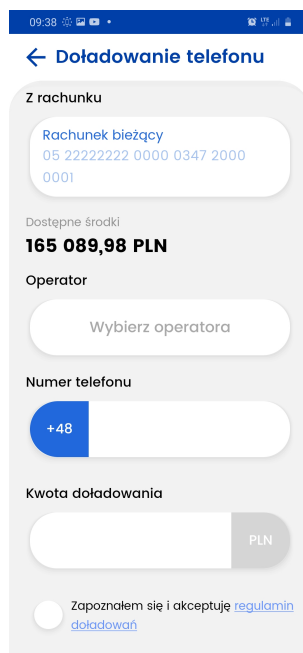 09:38
Doładowanie telefonu
Z rachunku
Rachunek bieżący
05 22222222 0000 0347 2000
0001
Dostępne środki
165 089,98 PLN
Operator
Wybierz operatora
Numer telefonu
+48
Kwota doładowania
PLN
Zapoznałem się i akceptuję regulamin
doładowań